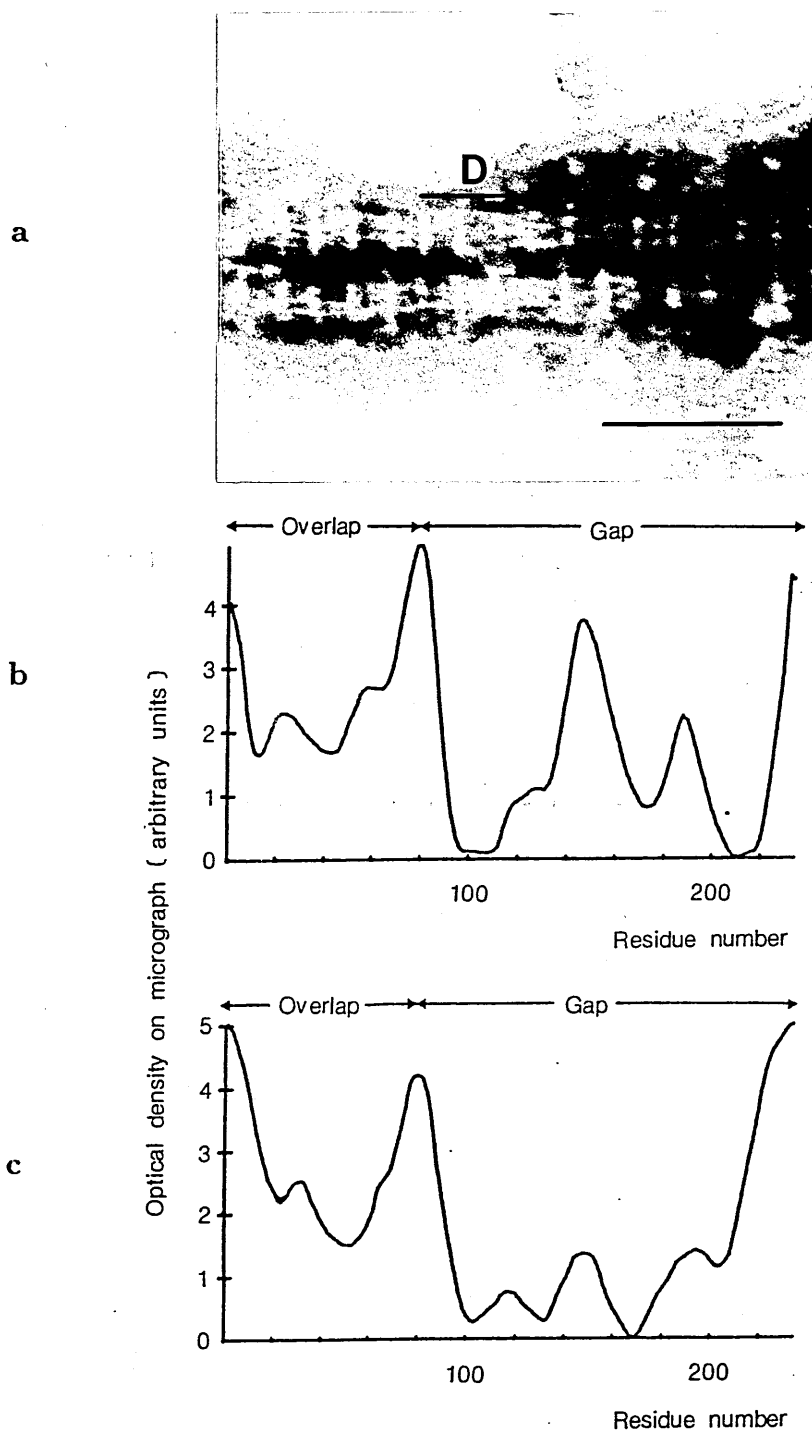 a
D
b
Overlap
Gap
4
3
2
1
0
100
200
Residue number
Optical density on micrograph ( arbitrary units )
c
Overlap
Gap
5
4
3
2
1
0
100
200
Residue number